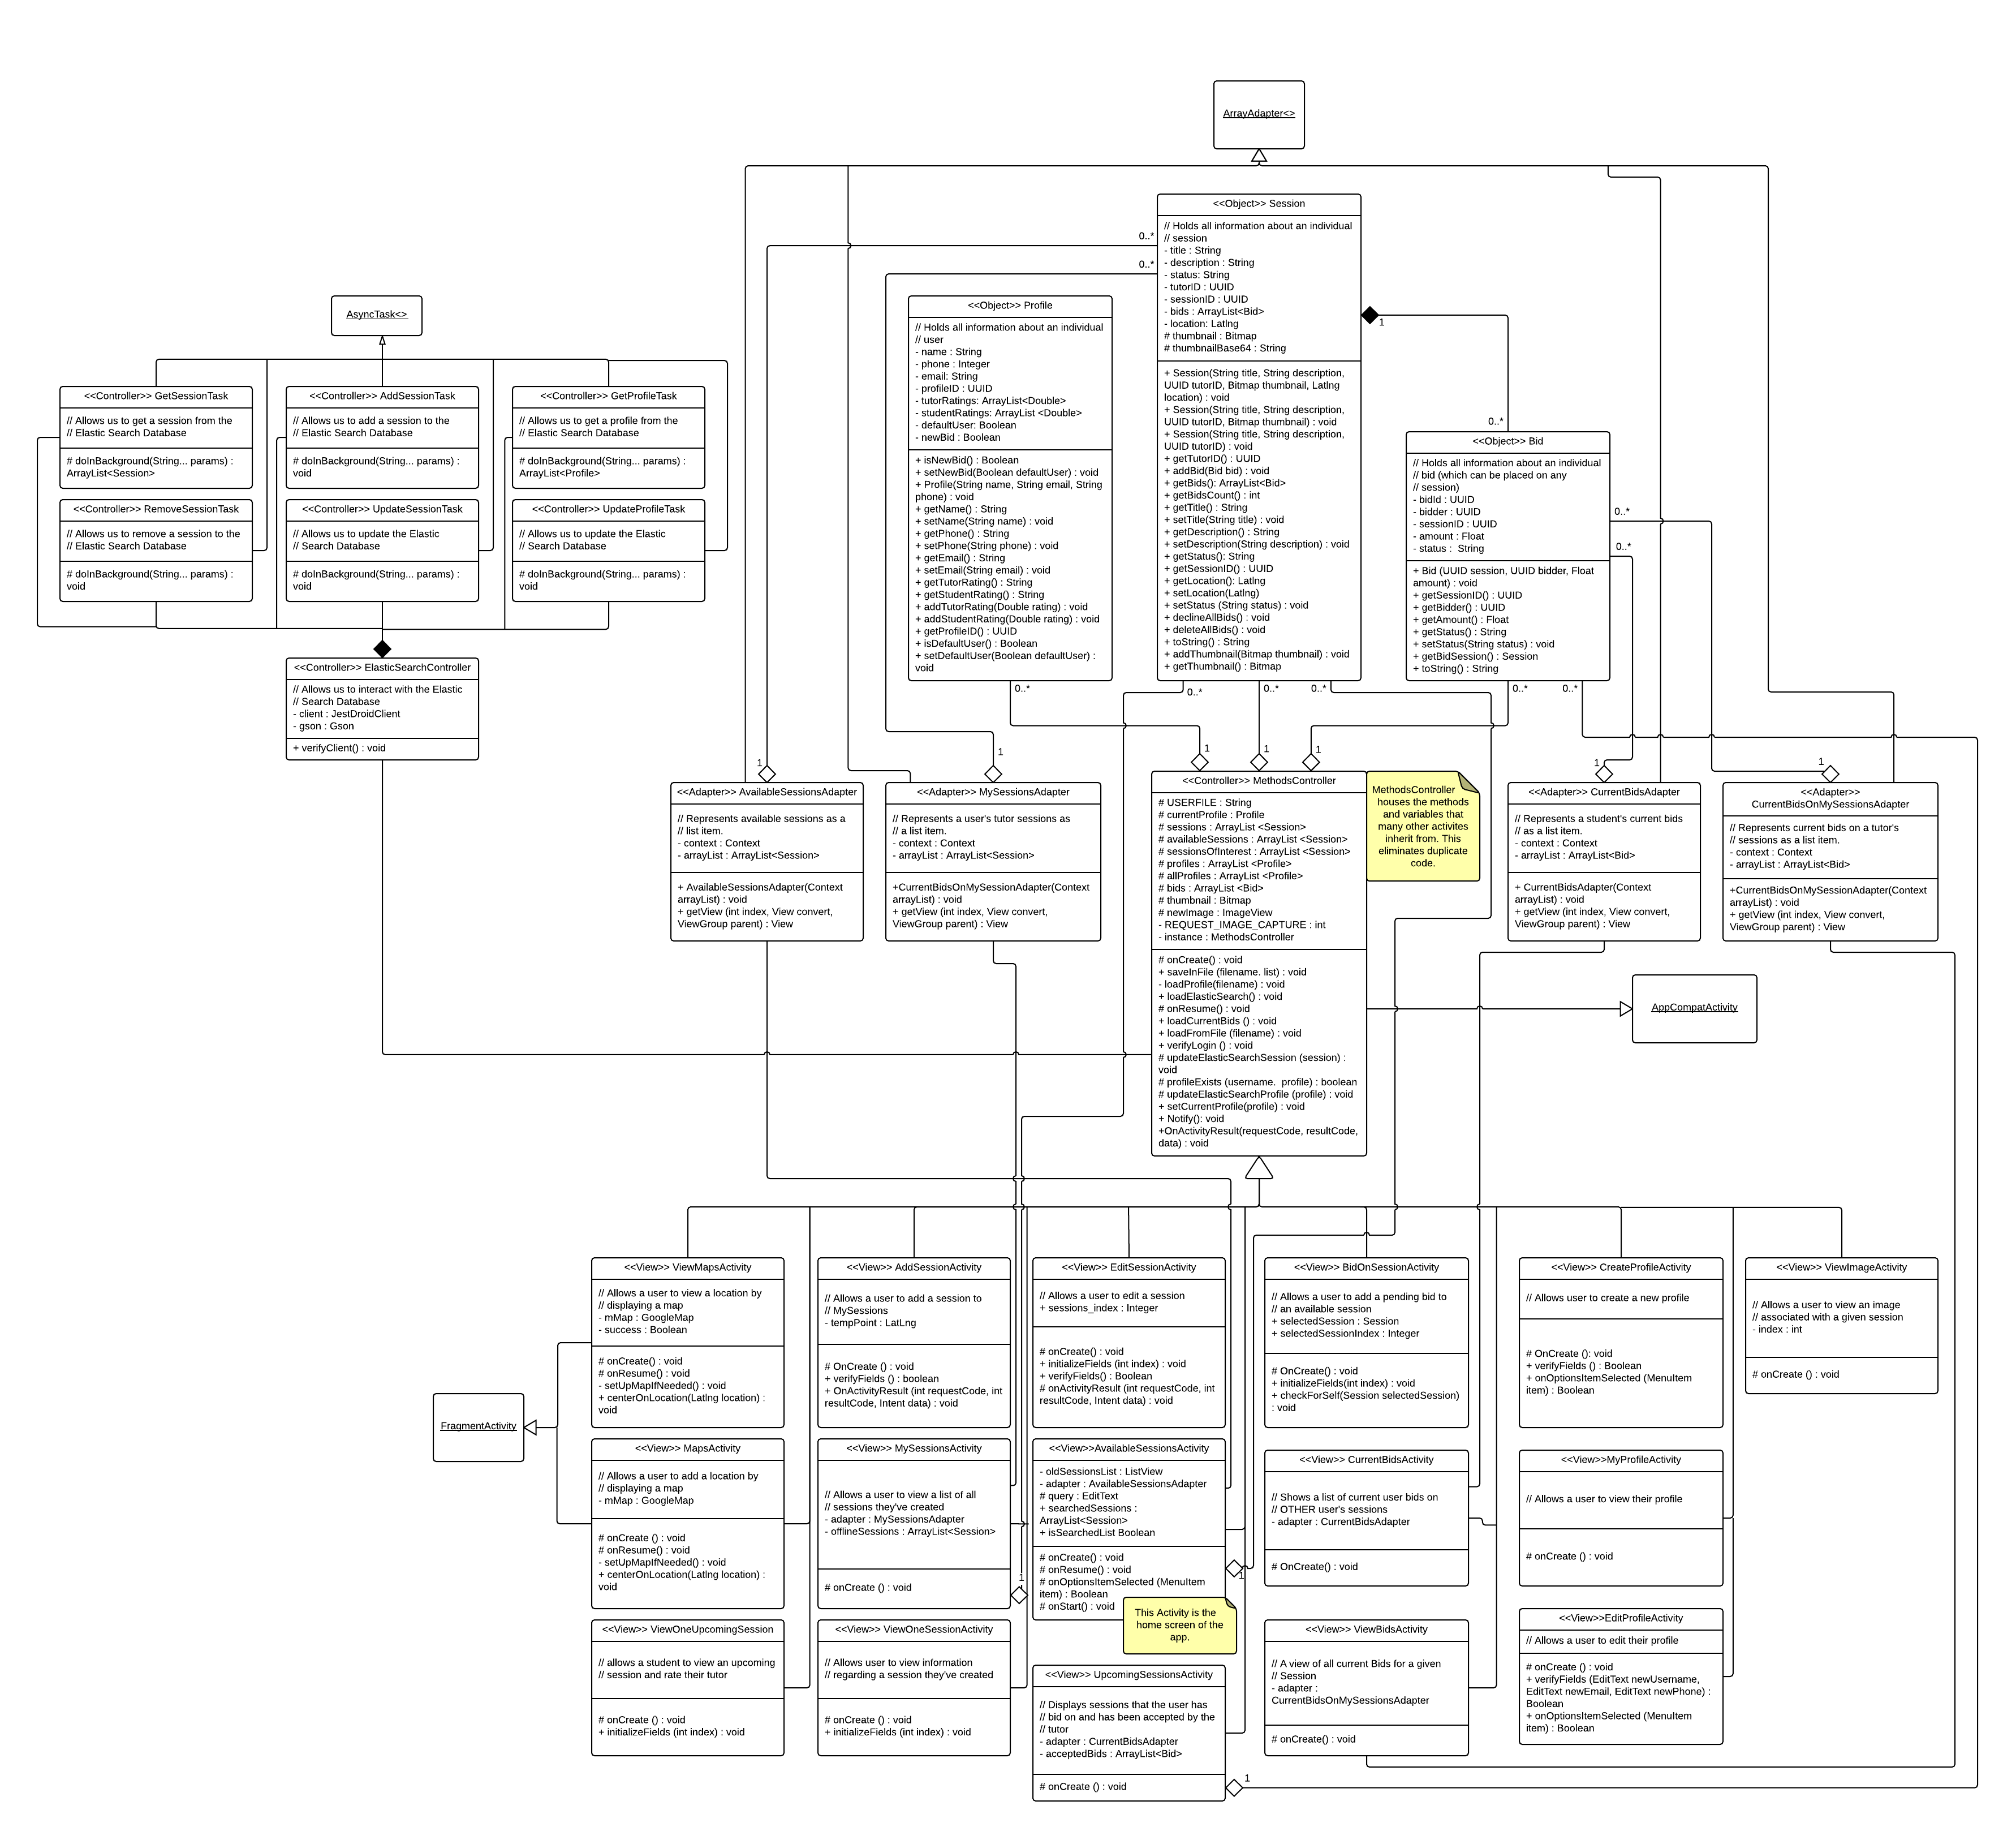 ArrayAdapter<>
<<Object>> Session
// Holds all information about an individual
// session
- title : String
- description : String
- status: String
- tutorID : UUID
- sessionID : UUID
- bids : ArrayList<Bid>
- location: Latlng
# thumbnail : Bitmap
# thumbnailBase64 : String
+ Session(String title, String description,
UUID tutorID, Bitmap thumbnail, Latlng
location) : void
+ Session(String title, String description,
UUID tutorID, Bitmap thumbnail) : void
+ Session(String title, String description,
UUID tutorID) : void
+ getTutorID() : UUID
+ addBid(Bid bid) : void
+ getBids(): ArrayList<Bid>
+ getBidsCount() : int
+ getTitle() : String
+ setTitle(String title) : void
+ getDescription() : String
+ setDescription(String description) : void
+ getStatus(): String
+ getSessionID() : UUID
+ getLocation(): Latlng
+ setLocation(Latlng)
+ setStatus (String status) : void
+ declineAllBids() : void
+ deleteAllBids() : void
+ toString() : String
+ addThumbnail(Bitmap thumbnail) : void
+ getThumbnail() : Bitmap
0..*
0..*
1
0..*
0..*
0..*
0..*
<<Object>> Profile
// Holds all information about an individual
// user
- name : String
- phone : Integer
- email: String
- profileID : UUID
- tutorRatings: ArrayList<Double>
- studentRatings: ArrayList <Double>
- defaultUser: Boolean
- newBid : Boolean
+ isNewBid() : Boolean
+ setNewBid(Boolean defaultUser) : void
+ Profile(String name, String email, String
phone) : void
+ getName() : String
+ setName(String name) : void
+ getPhone() : String
+ setPhone(String phone) : void
+ getEmail() : String
+ setEmail(String email) : void
+ getTutorRating() : String
+ getStudentRating() : String
+ addTutorRating(Double rating) : void
+ addStudentRating(Double rating) : void
+ getProfileID() : UUID
+ isDefaultUser() : Boolean
+ setDefaultUser(Boolean defaultUser) :
void
0..*
<<Object>> Bid
// Holds all information about an individual
// bid (which can be placed on any
// session)
- bidId : UUID
- bidder : UUID
- sessionID : UUID
- amount : Float
- status :  String
+ Bid (UUID session, UUID bidder, Float
amount) : void
+ getSessionID() : UUID
+ getBidder() : UUID
+ getAmount() : Float
+ getStatus() : String
+ setStatus(String status) : void
+ getBidSession() : Session
+ toString() : String
0..*
0..*
0..*
0..*
AsyncTask<>
<<Controller>> GetSessionTask
// Allows us to get a session from the
// Elastic Search Database
# doInBackground(String... params) :
ArrayList<Session>
<<Controller>> AddSessionTask
// Allows us to add a session to the
// Elastic Search Database
# doInBackground(String... params) :
void
<<Controller>> GetProfileTask
// Allows us to get a profile from the
// Elastic Search Database
# doInBackground(String... params) :
ArrayList<Profile>
<<Controller>> RemoveSessionTask
// Allows us to remove a session to the
// Elastic Search Database
# doInBackground(String... params) :
void
<<Controller>> UpdateSessionTask
// Allows us to update the Elastic
// Search Database
# doInBackground(String... params) :
void
<<Controller>> UpdateProfileTask
// Allows us to update the Elastic
// Search Database
# doInBackground(String... params) :
void
<<Controller>> ElasticSearchController
// Allows us to interact with the Elastic
// Search Database
- client : JestDroidClient
- gson : Gson
+ verifyClient() : void
1
<<Adapter>> AvailableSessionsAdapter
// Represents available sessions as a
// list item.
- context : Context
- arrayList : ArrayList<Session>
+ AvailableSessionsAdapter(Context
arrayList) : void
+ getView (int index, View convert,
ViewGroup parent) : View
1
<<Adapter>> MySessionsAdapter
// Represents a user's tutor sessions as
// a list item.
- context : Context
- arrayList : ArrayList<Session>
+CurrentBidsOnMySessionAdapter(Context
arrayList) : void
+ getView (int index, View convert,
ViewGroup parent) : View
1
1
1
<<Controller>> MethodsController
# USERFILE : String
# currentProfile : Profile
# sessions : ArrayList <Session>
# availableSessions : ArrayList <Session>
# sessionsOfInterest : ArrayList <Session>
# profiles : ArrayList <Profile>
# allProfiles : ArrayList <Profile>
# bids : ArrayList <Bid>
# thumbnail : Bitmap
# newImage : ImageView
- REQUEST_IMAGE_CAPTURE : int
- instance : MethodsController
# onCreate() : void
+ saveInFile (filename. list) : void
- loadProfile(filename) : void
+ loadElasticSearch() : void
# onResume() : void
+ loadCurrentBids () : void
+ loadFromFile (filename) : void
+ verifyLogin () : void
# updateElasticSearchSession (session) :
void
# profileExists (username.  profile) : boolean
# updateElasticSearchProfile (profile) : void
+ setCurrentProfile(profile) : void
+ Notify(): void
+OnActivityResult(requestCode, resultCode,
data) : void
MethodsController
houses the methods
and variables that
many other activites
inherit from. This
eliminates duplicate
code.
1
<<Adapter>> CurrentBidsAdapter
// Represents a student's current bids
// as a list item.
- context : Context
- arrayList : ArrayList<Bid>
+ CurrentBidsAdapter(Context
arrayList) : void
+ getView (int index, View convert,
ViewGroup parent) : View
1
<<Adapter>>
CurrentBidsOnMySessionsAdapter
// Represents current bids on a tutor's
// sessions as a list item.
- context : Context
- arrayList : ArrayList<Bid>
+CurrentBidsOnMySessionAdapter(Context
arrayList) : void
+ getView (int index, View convert,
ViewGroup parent) : View
AppCompatActivity
FragmentActivity
<<View>> ViewMapsActivity
// Allows a user to view a location by
// displaying a map
- mMap : GoogleMap
- success : Boolean
# onCreate() : void
# onResume() : void
- setUpMapIfNeeded() : void
+ centerOnLocation(Latlng location) :
void
<<View>> AddSessionActivity
// Allows a user to add a session to
// MySessions
- tempPoint : LatLng
# OnCreate () : void
+ verifyFields () : boolean
+ OnActivityResult (int requestCode, int
resultCode, Intent data) : void
<<View>> EditSessionActivity
// Allows a user to edit a session
+ sessions_index : Integer
# onCreate() : void
+ initializeFields (int index) : void
+ verifyFields() : Boolean
# onActivityResult (int requestCode, int
resultCode, Intent data) : void
<<View>> BidOnSessionActivity
// Allows a user to add a pending bid to
// an available session
+ selectedSession : Session
+ selectedSessionIndex : Integer
# OnCreate() : void
+ initializeFields(int index) : void
+ checkForSelf(Session selectedSession)
: void
<<View>> CreateProfileActivity
// Allows user to create a new profile
# OnCreate (): void
+ verifyFields () : Boolean
+ onOptionsItemSelected (MenuItem
item) : Boolean
<<View>> ViewImageActivity
// Allows a user to view an image
// associated with a given session
- index : int
# onCreate () : void
<<View>> MapsActivity
// Allows a user to add a location by
// displaying a map
- mMap : GoogleMap
# onCreate () : void
# onResume() : void
- setUpMapIfNeeded() : void
+ centerOnLocation(Latlng location) :
void
<<View>> MySessionsActivity
// Allows a user to view a list of all
// sessions they've created
- adapter : MySessionsAdapter
- offlineSessions : ArrayList<Session>
# onCreate () : void
1
<<View>>AvailableSessionsActivity
- oldSessionsList : ListView
- adapter : AvailableSessionsAdapter
# query : EditText
+ searchedSessions :
ArrayList<Session>
+ isSearchedList Boolean
# onCreate() : void
# onResume() : void
# onOptionsItemSelected (MenuItem
item) : Boolean
# onStart() : void
1
This Activity is the
home screen of the
app.
<<View>> CurrentBidsActivity
// Shows a list of current user bids on
// OTHER user's sessions
- adapter : CurrentBidsAdapter
# OnCreate() : void
<<View>>MyProfileActivity
// Allows a user to view their profile
# onCreate () : void
<<View>> ViewOneUpcomingSession
// allows a student to view an upcoming
// session and rate their tutor
# onCreate () : void
+ initializeFields (int index) : void
<<View>> ViewOneSessionActivity
// Allows user to view information
// regarding a session they've created
# onCreate () : void
+ initializeFields (int index) : void
<<View>> UpcomingSessionsActivity
// Displays sessions that the user has
// bid on and has been accepted by the
// tutor
- adapter : CurrentBidsAdapter
- acceptedBids : ArrayList<Bid>
# onCreate () : void
1
<<View>> ViewBidsActivity
// A view of all current Bids for a given
// Session
- adapter :
CurrentBidsOnMySessionsAdapter
# onCreate() : void
<<View>>EditProfileActivity
// Allows a user to edit their profile
# onCreate () : void
+ verifyFields (EditText newUsername,
EditText newEmail, EditText newPhone) :
Boolean
+ onOptionsItemSelected (MenuItem
item) : Boolean